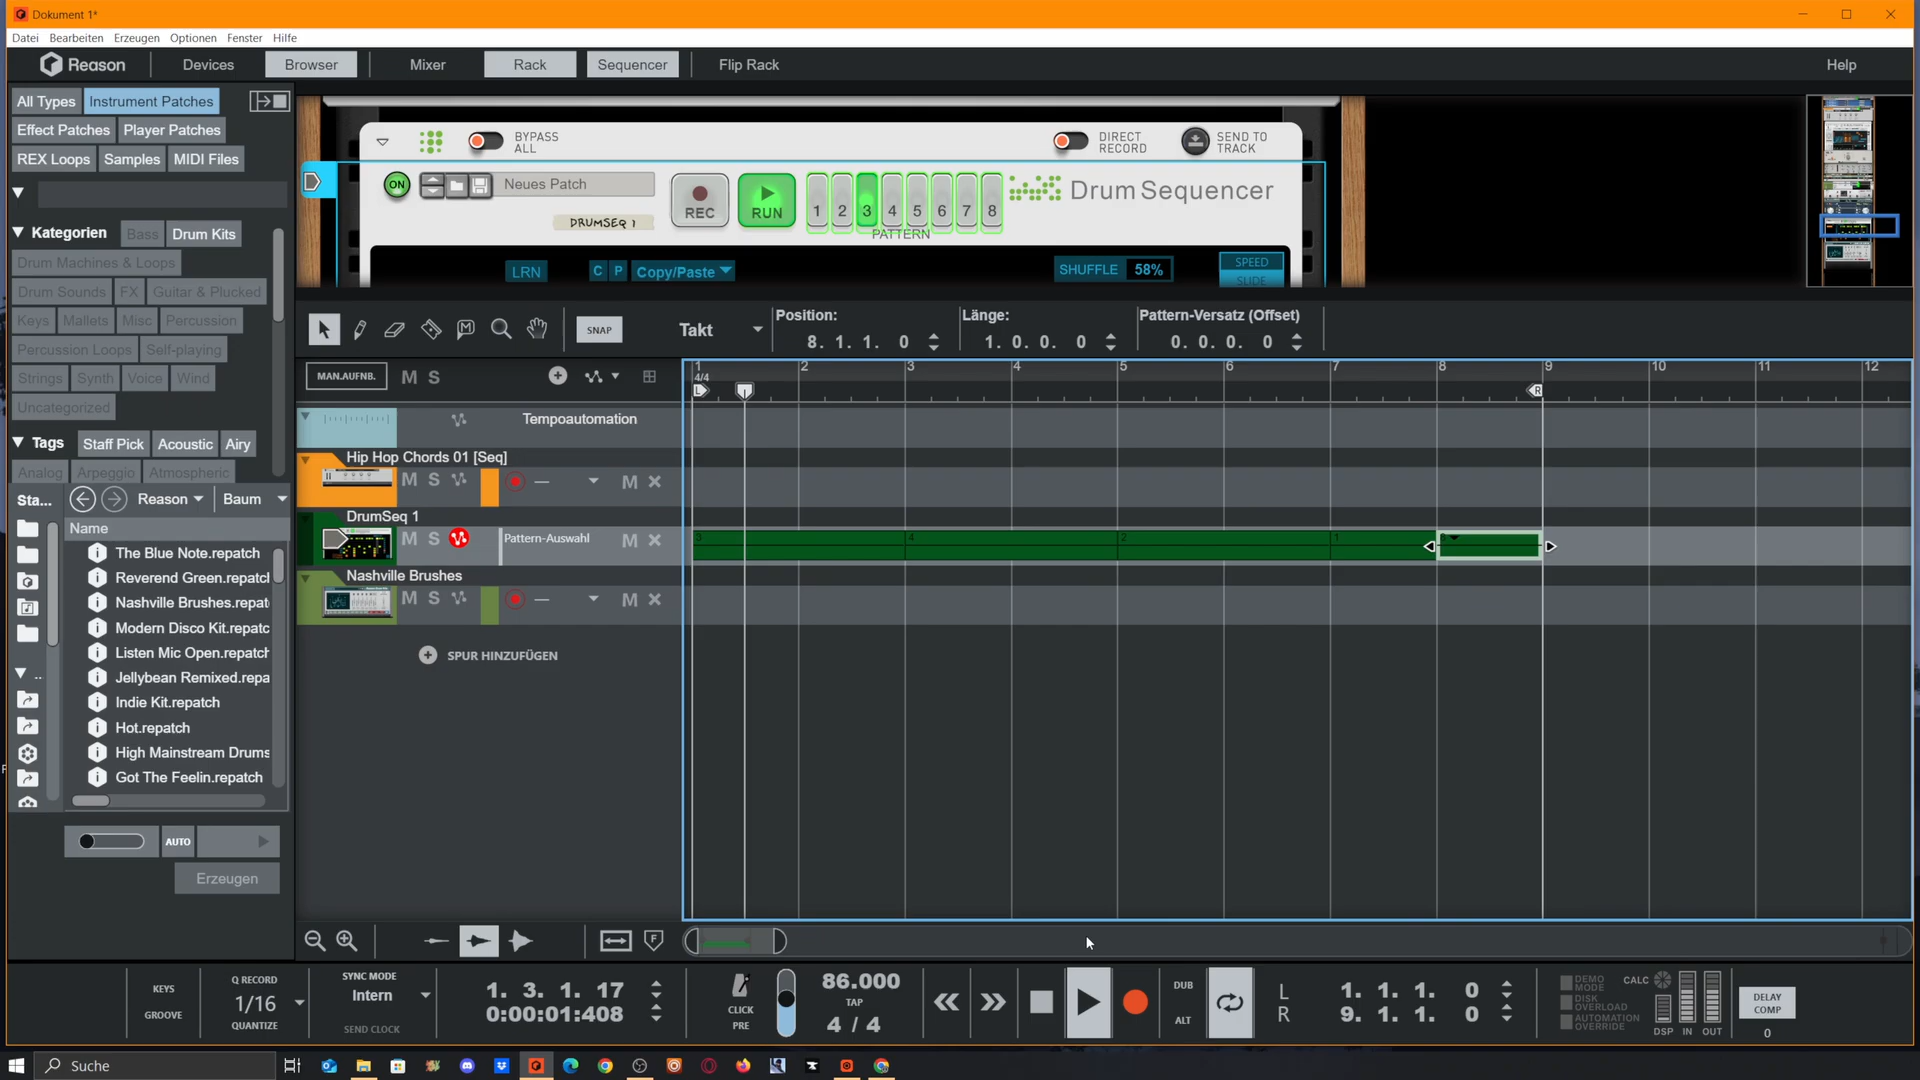 Dokument 1*
Datei Bearbeiten Erzeugen Optionen Fenster Hilfe
Reason Devices Browser Mixer Rack Sequencer Flip Rack Help
All Types Instrument Patches
Effect Patches Player Patches
REX Loops Samples MIDI Files
Kategorien Bass Drum Kits
Drum Machines & Loops
Drum Sounds FX Guitar & Plucked
Keys Mallets Misc Percussion
Percussion Loops Self-playing
Strings Synth Voice Wind
Uncategorized
Tags Staff Pick Acoustic Airy
Analog Arpeggio Atmospheric
Sta... Reason Baum
Name
The Blue Note.repatch
Reverend Green.repatch
Nashville Brushes.repat
Modern Disco Kit.repatc
Listen Mic Open.repatch
Jellybean Remixed.repa
Indie Kit.repatch
Hot.repatch
High Mainstream Drums
Got The Feelin.repatch
AUTO
Erzeugen
BYPASS ALL
DIRECT RECORD
SEND TO TRACK
ON Neues Patch REC RUN 1 2 3 4 5 6 7 8 Drum Sequencer
DRUMSEQ 1
PATTERN
LRN C P Copy/Paste SHUFFLE 58% SPEED
SLIDE
SNAP Takt
Position: Länge: Pattern-Versatz (Offset)
8. 1. 1. 0 1. 0. 0. 0 0. 0. 0. 0
MAN.AUFNB. M S
1 2 3 4 5 6 7 8 9 10 11 12
4/4
L R
Tempoautomation
Hip Hop Chords 01 [Seq]
M S M
DrumSeq 1
M S Pattern-Auswahl M
3 4 2 1
Nashville Brushes
M S M
SPUR HINZUFÜGEN
F
KEYS
GROOVE
Q RECORD
1/16
QUANTIZE
SYNC MODE
Intern
SEND CLOCK
1. 3. 1. 17
0:00:01:408
CLICK
PRE
86.000
TAP
4 / 4
DUB
ALT
L 1. 1. 1. 0
R 9. 1. 1. 0
DEMO MODE
DISK OVERLOAD
AUTOMATION OVERRIDE
CALC
DSP IN OUT
DELAY COMP
0
Suche